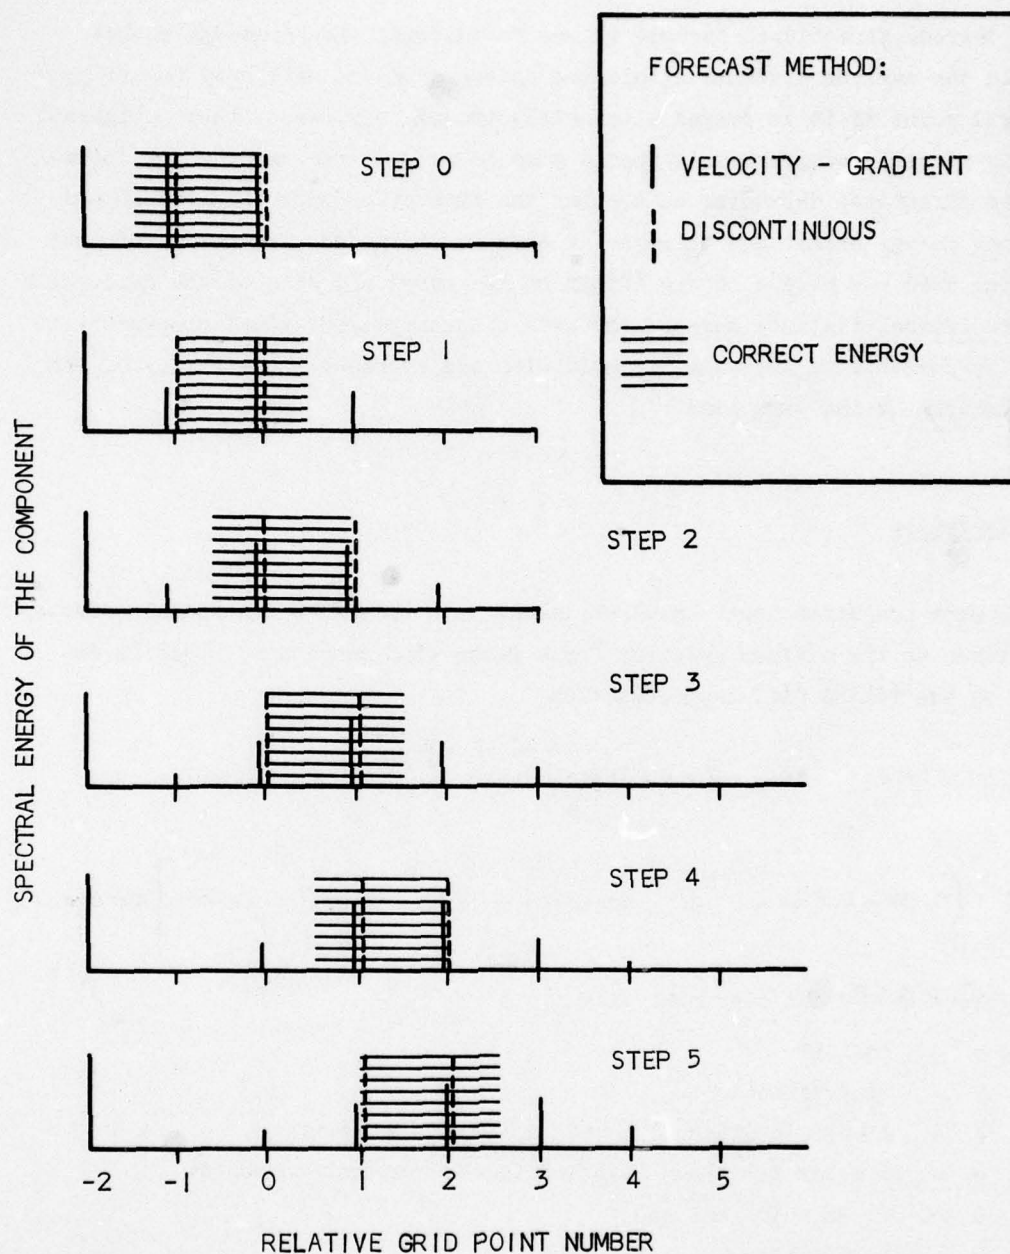 FORECAST METHOD:
VELOCITY - GRADIENT
DISCONTINUOUS
CORRECT ENERGY
STEP 0
STEP 1
STEP 2
STEP 3
STEP 4
STEP 5
SPECTRAL ENERGY OF THE COMPONENT
-2 -1 0 1 2 3 4 5
RELATIVE GRID POINT NUMBER